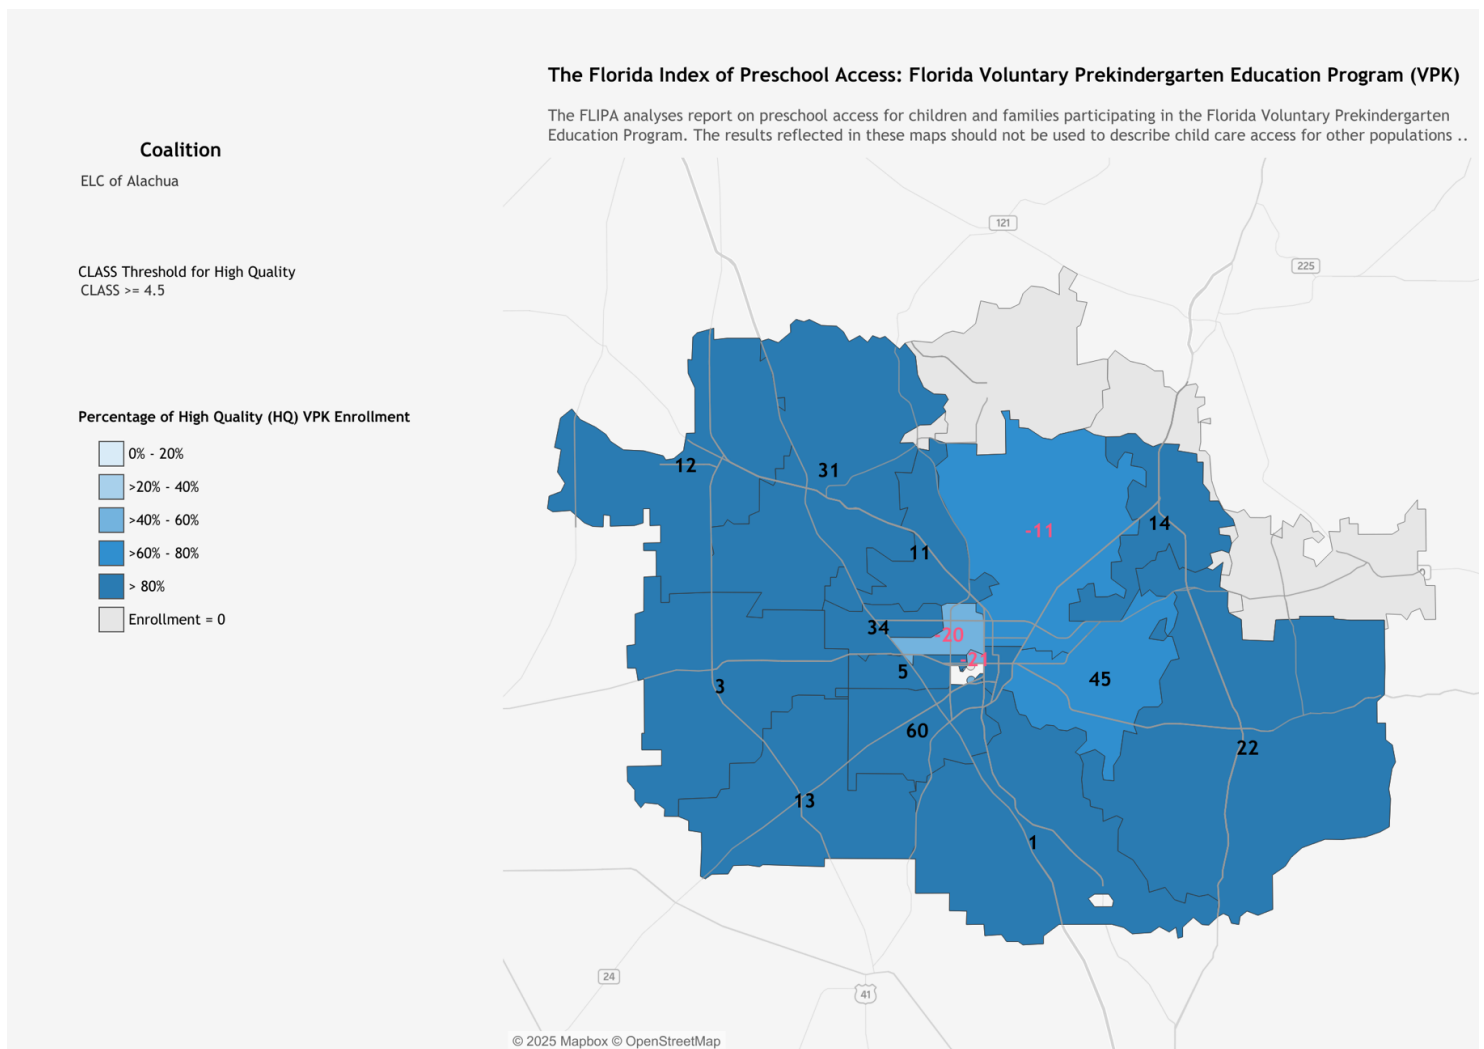 The Florida Index of Preschool Access: Florida Voluntary Prekindergarten Education Program (VPK)
The FLIPA analyses report on preschool access for children and families participating in the Florida Voluntary Prekindergarten
Education Program. The results reflected in these maps should not be used to describe child care access for other populations ..
Coalition
ELC of Alachua
CLASS Threshold for High Quality
CLASS >= 4.5
Percentage of High Quality (HQ) VPK Enrollment
0% - 20%
>20% - 40%
>40% - 60%
>60% - 80%
> 80%
Enrollment = 0
121
225
12
31
-11
14
11
34
-20
-21
5
3
45
60
22
13
1
24
41
© 2025 Mapbox © OpenStreetMap